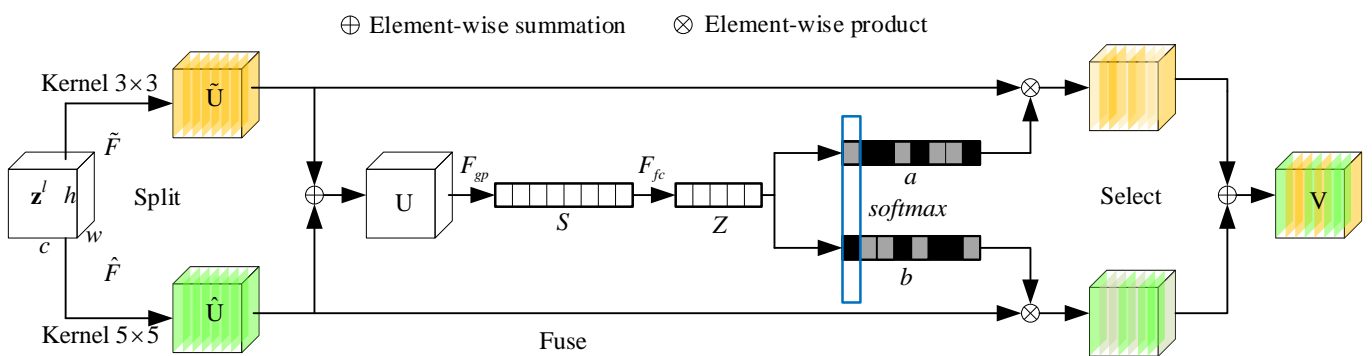 ⊕ Element-wise summation ⊗ Element-wise product
Kernel 3×3
Ũ
F̃
z^l h
c w
Split
F̂
Kernel 5×5
Û
U
F_gp
S
F_fc
Z
a
softmax
b
Fuse
Select
V